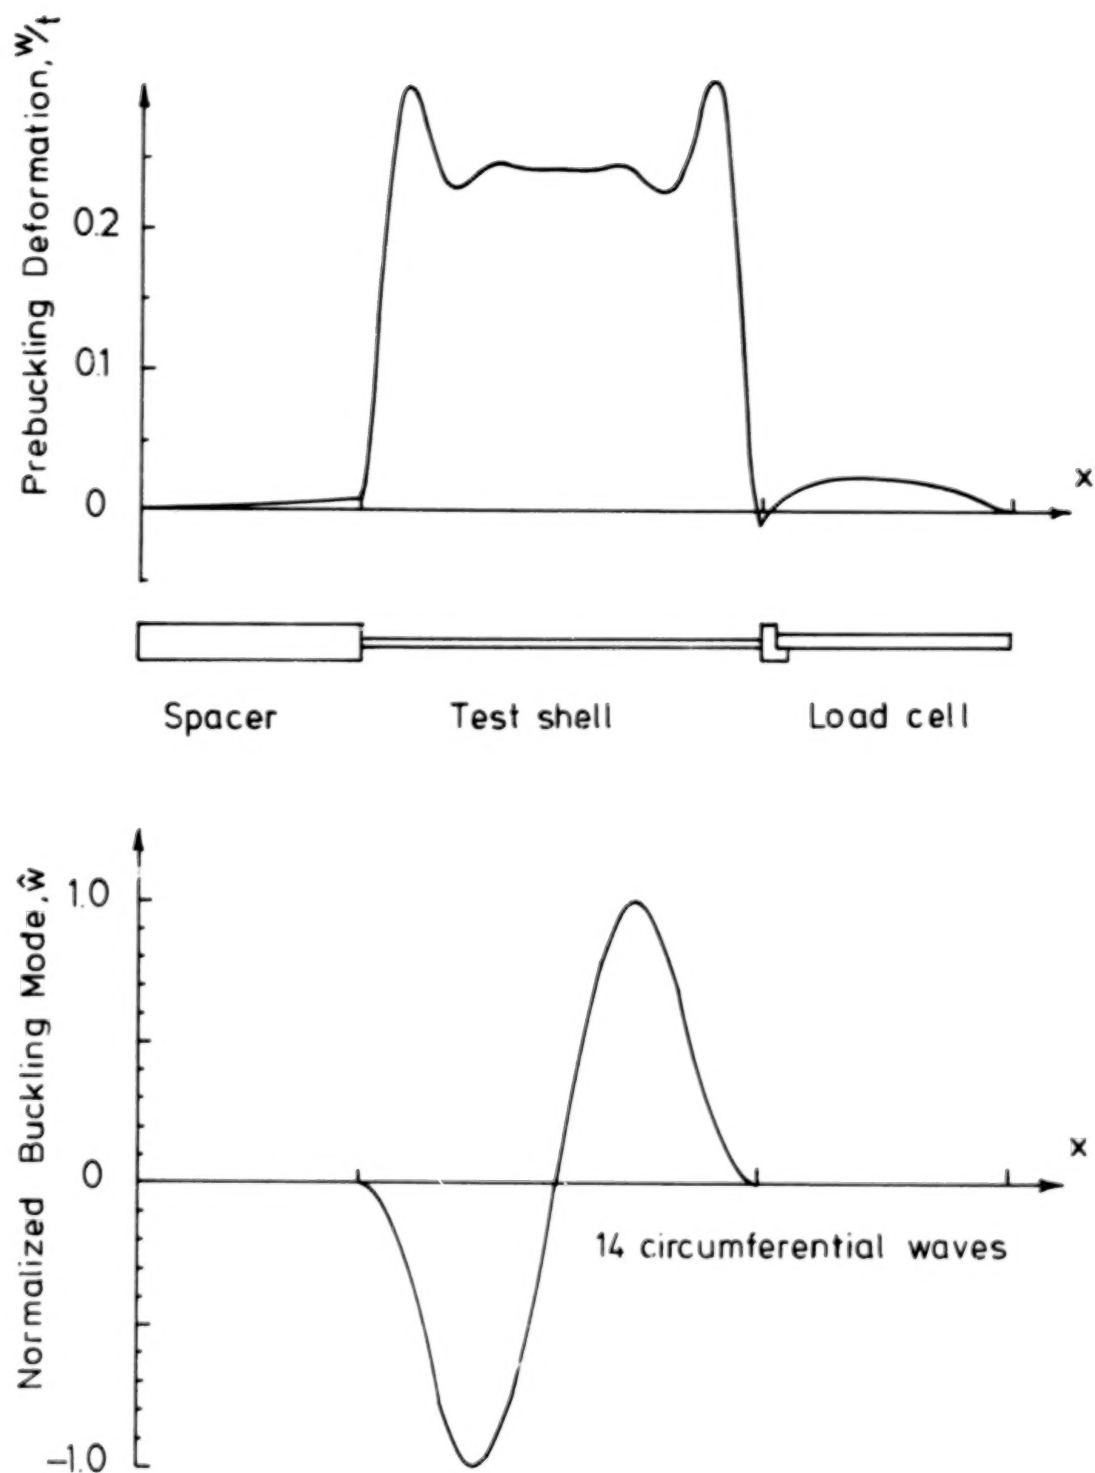 Prebuckling Deformation, w/t
0.2
0.1
0
x
Spacer Test shell Load cell
Normalized Buckling Mode, ŵ
1.0
0
-1.0
x
14 circumferential waves